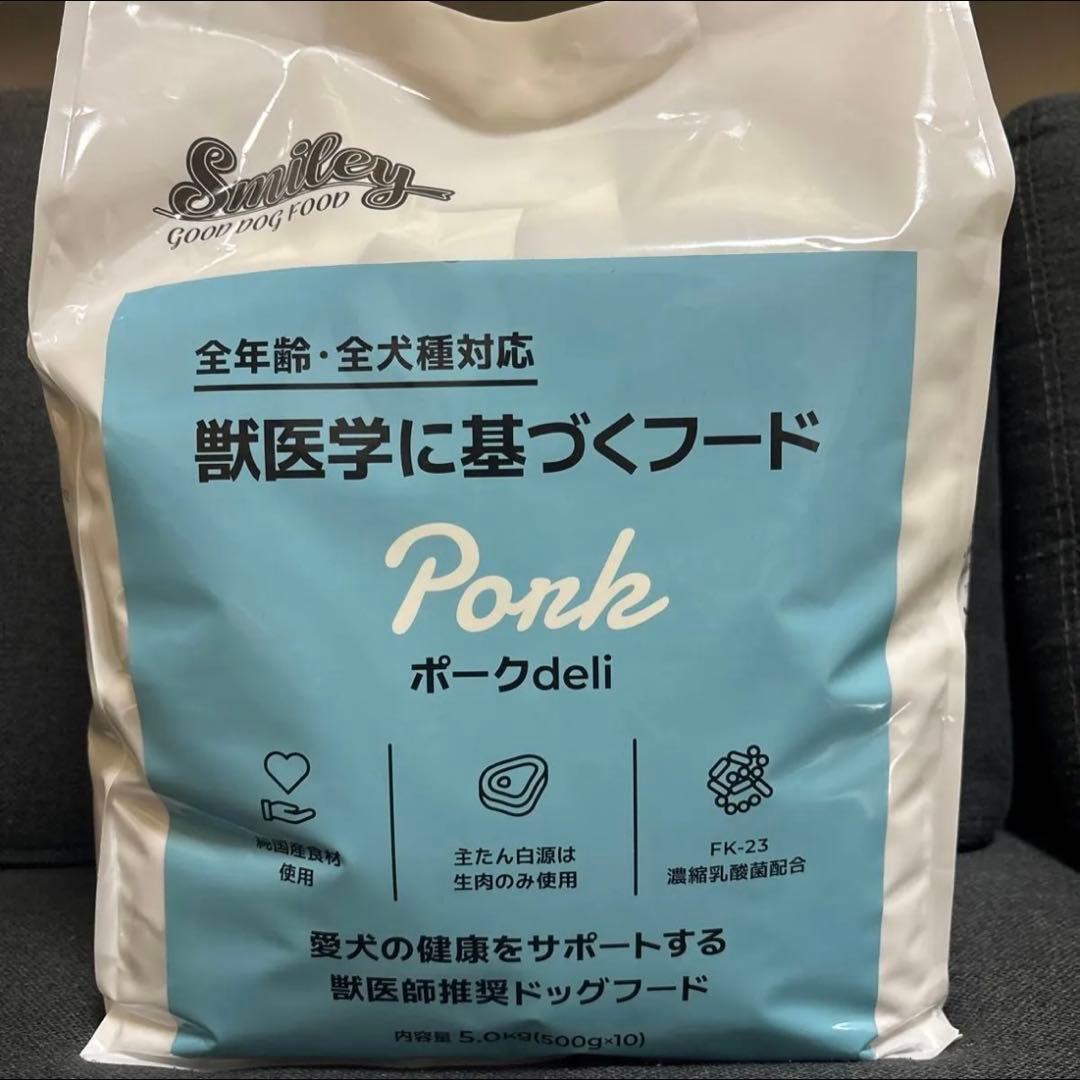 Smiley
GOOD DOG FOOD
全年齢・全犬種対応
獣医学に基づくフード
Pork
ポークdeli
純国産食材
使用
主たん白源は
生肉のみ使用
FK-23
濃縮乳酸菌配合
愛犬の健康をサポートする
獣医師推奨ドッグフード
内容量 5.0kg(500g×10)